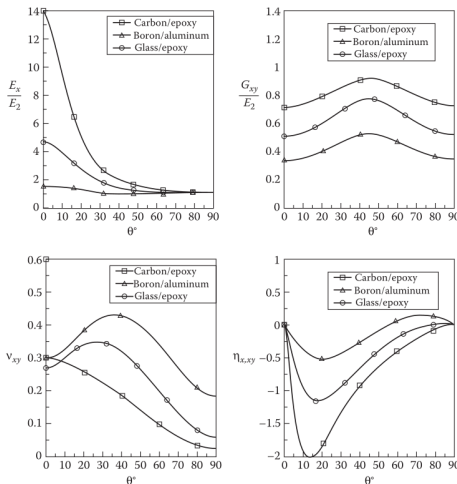 14
12
10
8
6
4
2
0
E_x
E_2
0 10 20 30 40 50 60 70 80 90
θ°
Carbon/epoxy
Boron/aluminum
Glass/epoxy
1.4
1.2
1
0.8
0.6
0.4
0.2
0
G_xy
E_2
0 10 20 30 40 50 60 70 80 90
θ°
Carbon/epoxy
Boron/aluminum
Glass/epoxy
0.6
0.5
0.4
0.3
0.2
0.1
0
ν_xy
0 10 20 30 40 50 60 70 80 90
θ°
Carbon/epoxy
Boron/aluminum
Glass/epoxy
1
0.5
0
−0.5
−1
−1.5
−2
η_x,xy
0 10 20 30 40 50 60 70 80 90
θ°
Carbon/epoxy
Boron/aluminum
Glass/epoxy